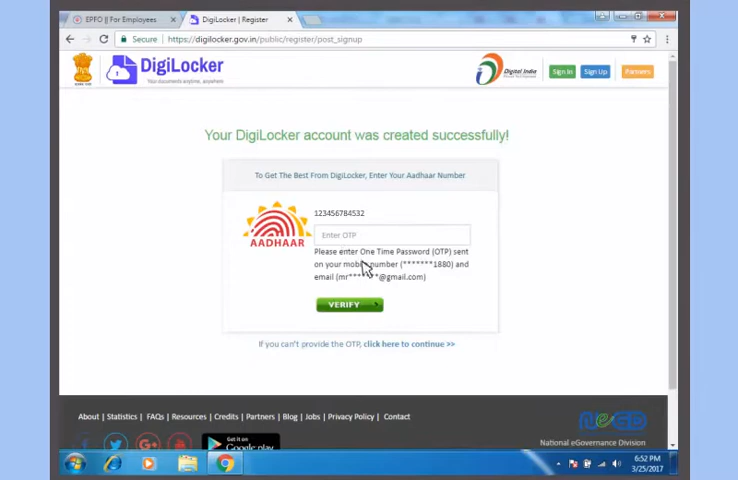 EPFO || For Employees
DigiLocker | Register
Secure https://digilocker.gov.in/public/register/post_signup
DigiLocker
Your documents anytime, anywhere
Digital India
Sign In
Sign Up
Partners
Your DigiLocker account was created successfully!
To Get The Best From DigiLocker, Enter Your Aadhaar Number
AADHAAR
123456784532
Enter OTP
Please enter One Time Password (OTP) sent
on your mobile number (*******1880) and
email (mr*******@gmail.com)
VERIFY
If you can't provide the OTP, click here to continue >>
About | Statistics | FAQs | Resources | Credits | Partners | Blog | Jobs | Privacy Policy | Contact
Get it on
Google play
NeGD
National eGovernance Division
6:52 PM
3/25/2017